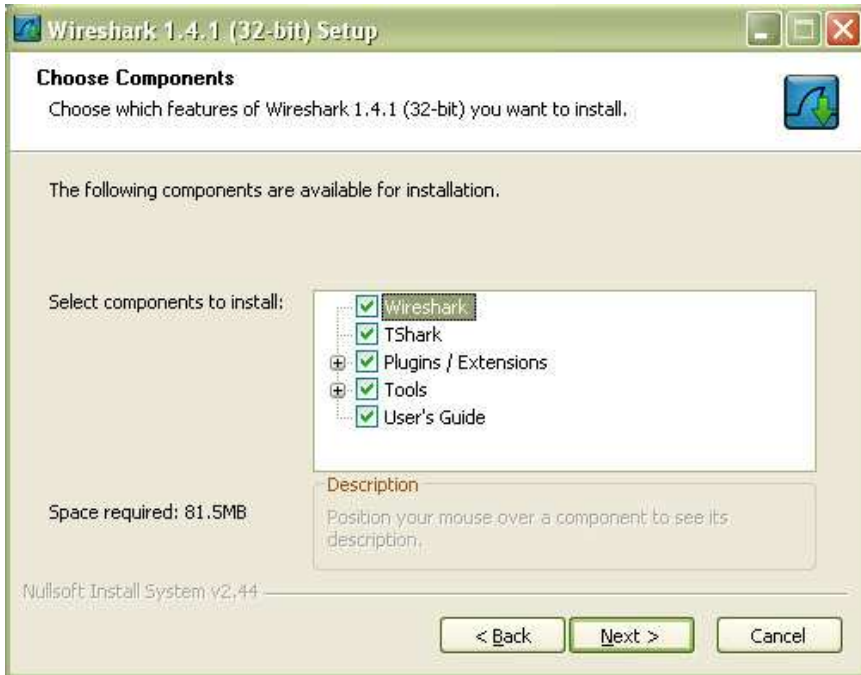 Wireshark 1.4.1 (32-bit) Setup
Choose Components
Choose which features of Wireshark 1.4.1 (32-bit) you want to install.
The following components are available for installation.
Select components to install:
Wireshark
TShark
Plugins / Extensions
Tools
User's Guide
Space required: 81.5MB
Description
Position your mouse over a component to see its
description.
Nullsoft Install System v2.44
< Back
Next >
Cancel